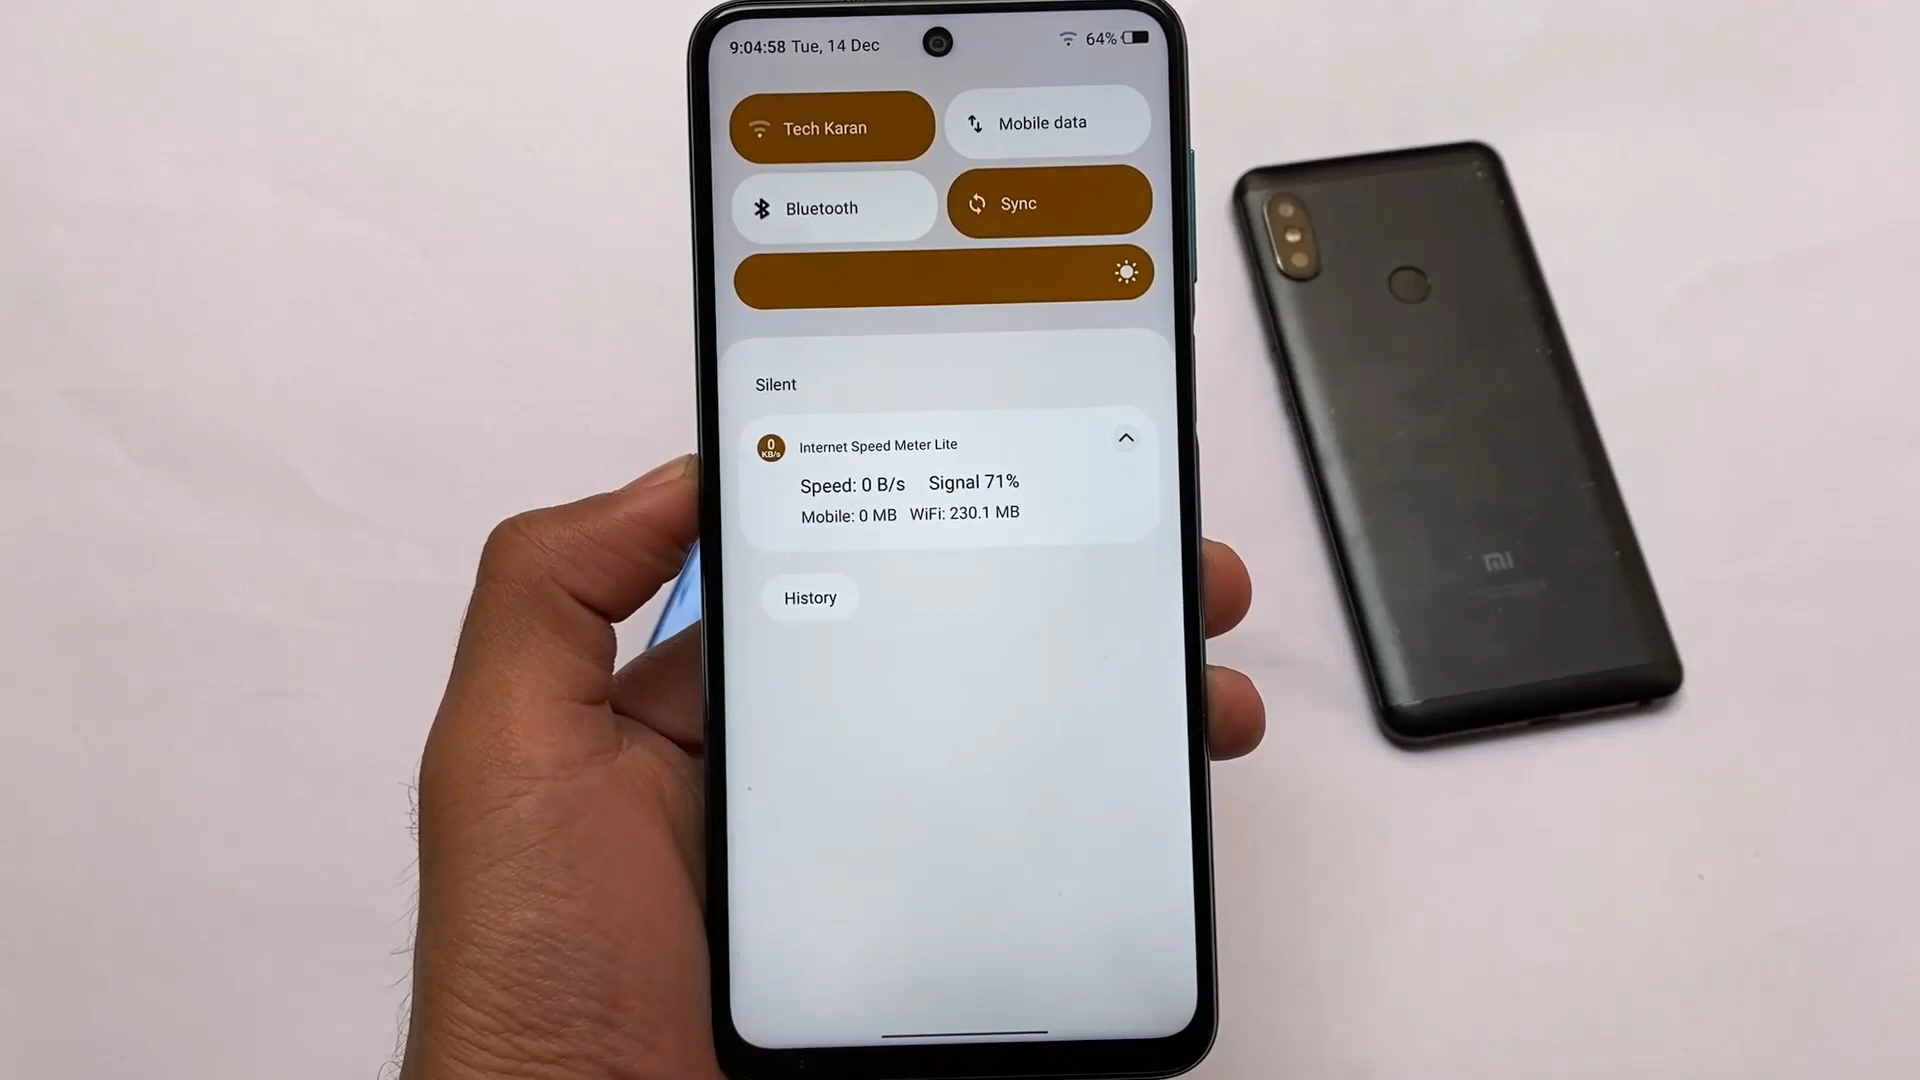 9:04:58 Tue, 14 Dec
64%
Tech Karan
Mobile data
Bluetooth
Sync
Silent
0
KB/s
Internet Speed Meter Lite
Speed: 0 B/s Signal 71%
Mobile: 0 MB WiFi: 230.1 MB
History
mi